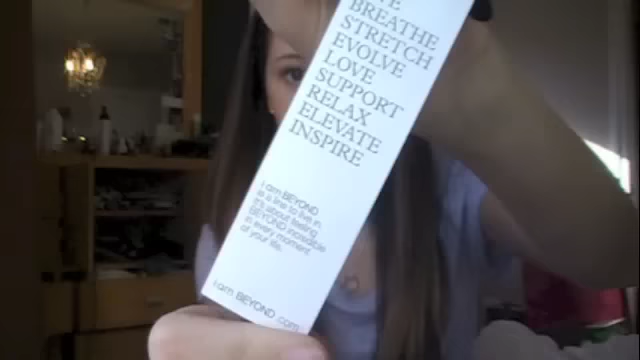 BREATHE
STRETCH
EVOLVE
LOVE
SUPPORT
RELAX
ELEVATE
INSPIRE
i am BEYOND
is a line to live in.
It's about feeling
BEYOND incredible
in every moment
of your life.
i am BEYOND.com